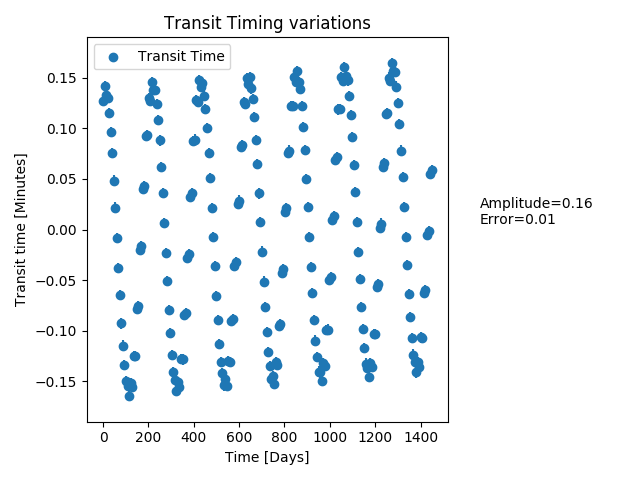 Transit Timing variations
Transit Time
0.15
0.10
0.05
0.00
−0.05
−0.10
−0.15
Transit time [Minutes]
0 200 400 600 800 1000 1200 1400
Time [Days]
Amplitude=0.16
Error=0.01